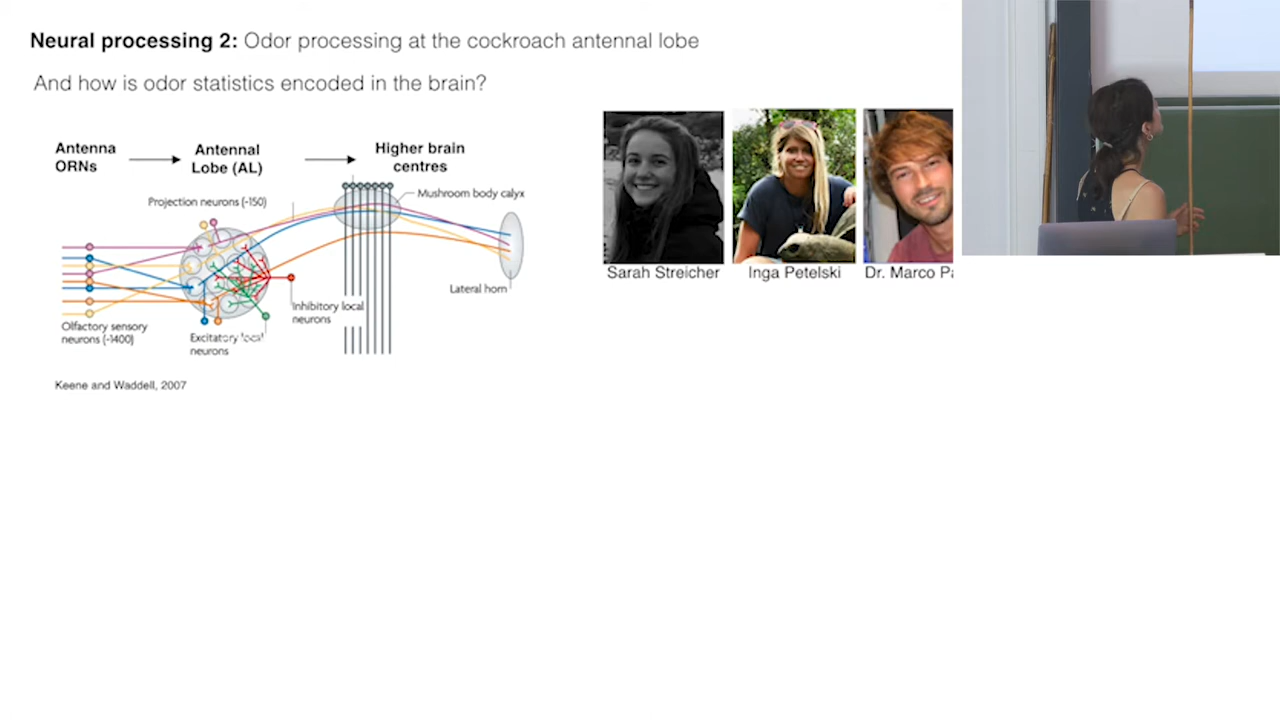 Neural processing 2: Odor processing at the cockroach antennal lobe
And how is odor statistics encoded in the brain?
Antenna
ORNs
Antennal
Lobe (AL)
Higher brain
centres
Projection neurons (~150)
Mushroom body calyx
Lateral horn
Inhibitory local
neurons
Olfactory sensory
neurons (~1400)
Excitatory local
neurons
Keene and Waddell, 2007
Sarah Streicher
Inga Petelski
Dr. Marco